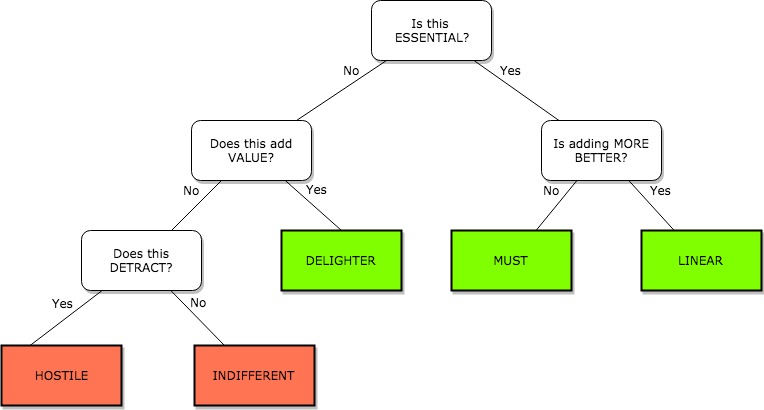 Is this
ESSENTIAL?
No
Yes
Does this add
VALUE?
Is adding MORE
BETTER?
No
Yes
No
Yes
Does this
DETRACT?
DELIGHTER
MUST
LINEAR
Yes
No
HOSTILE
INDIFFERENT